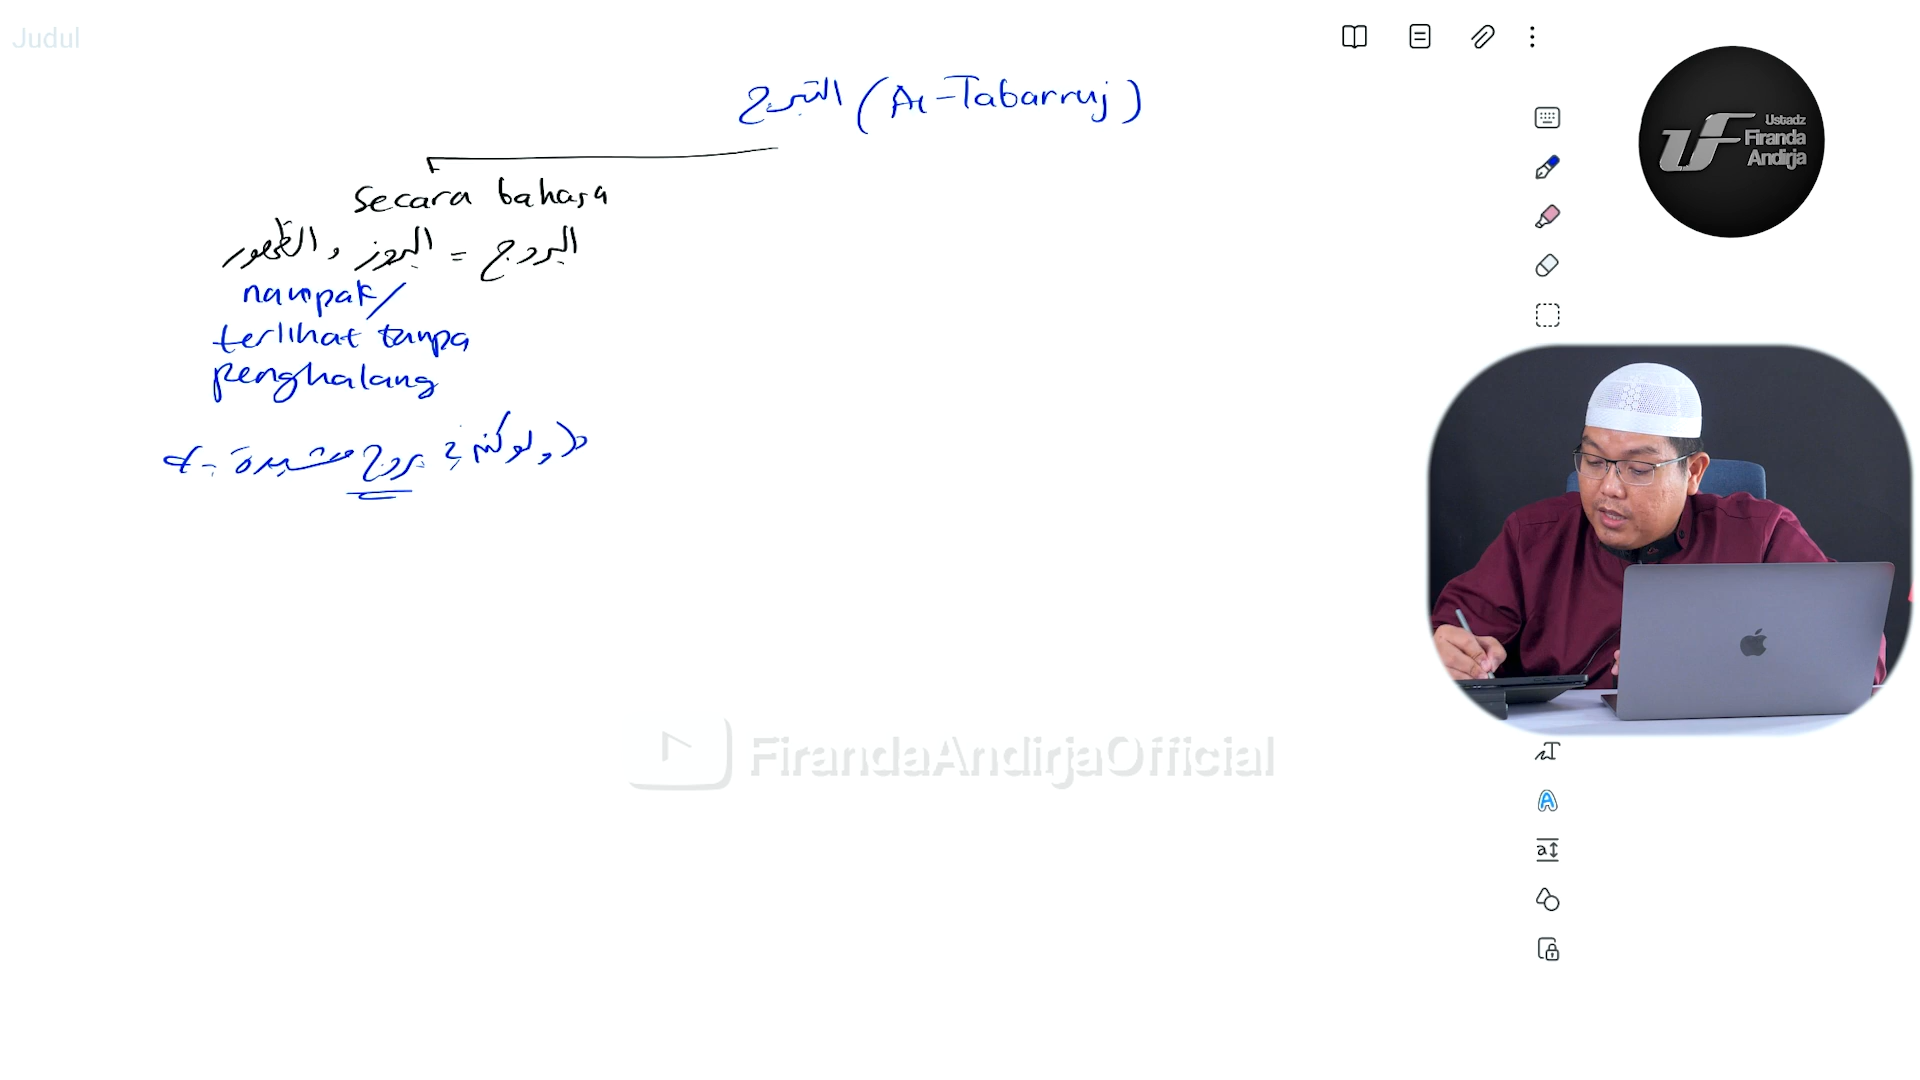 Judul
التبرج (At-Tabarruj)
Ustadz
Firanda
Andirja
secara bahasa
البروج = البروز و الظهور
nampak/
terlihat tanpa
penghalang
ولو كنتم في بروج مشيدة
FirandaAndirjaOfficial